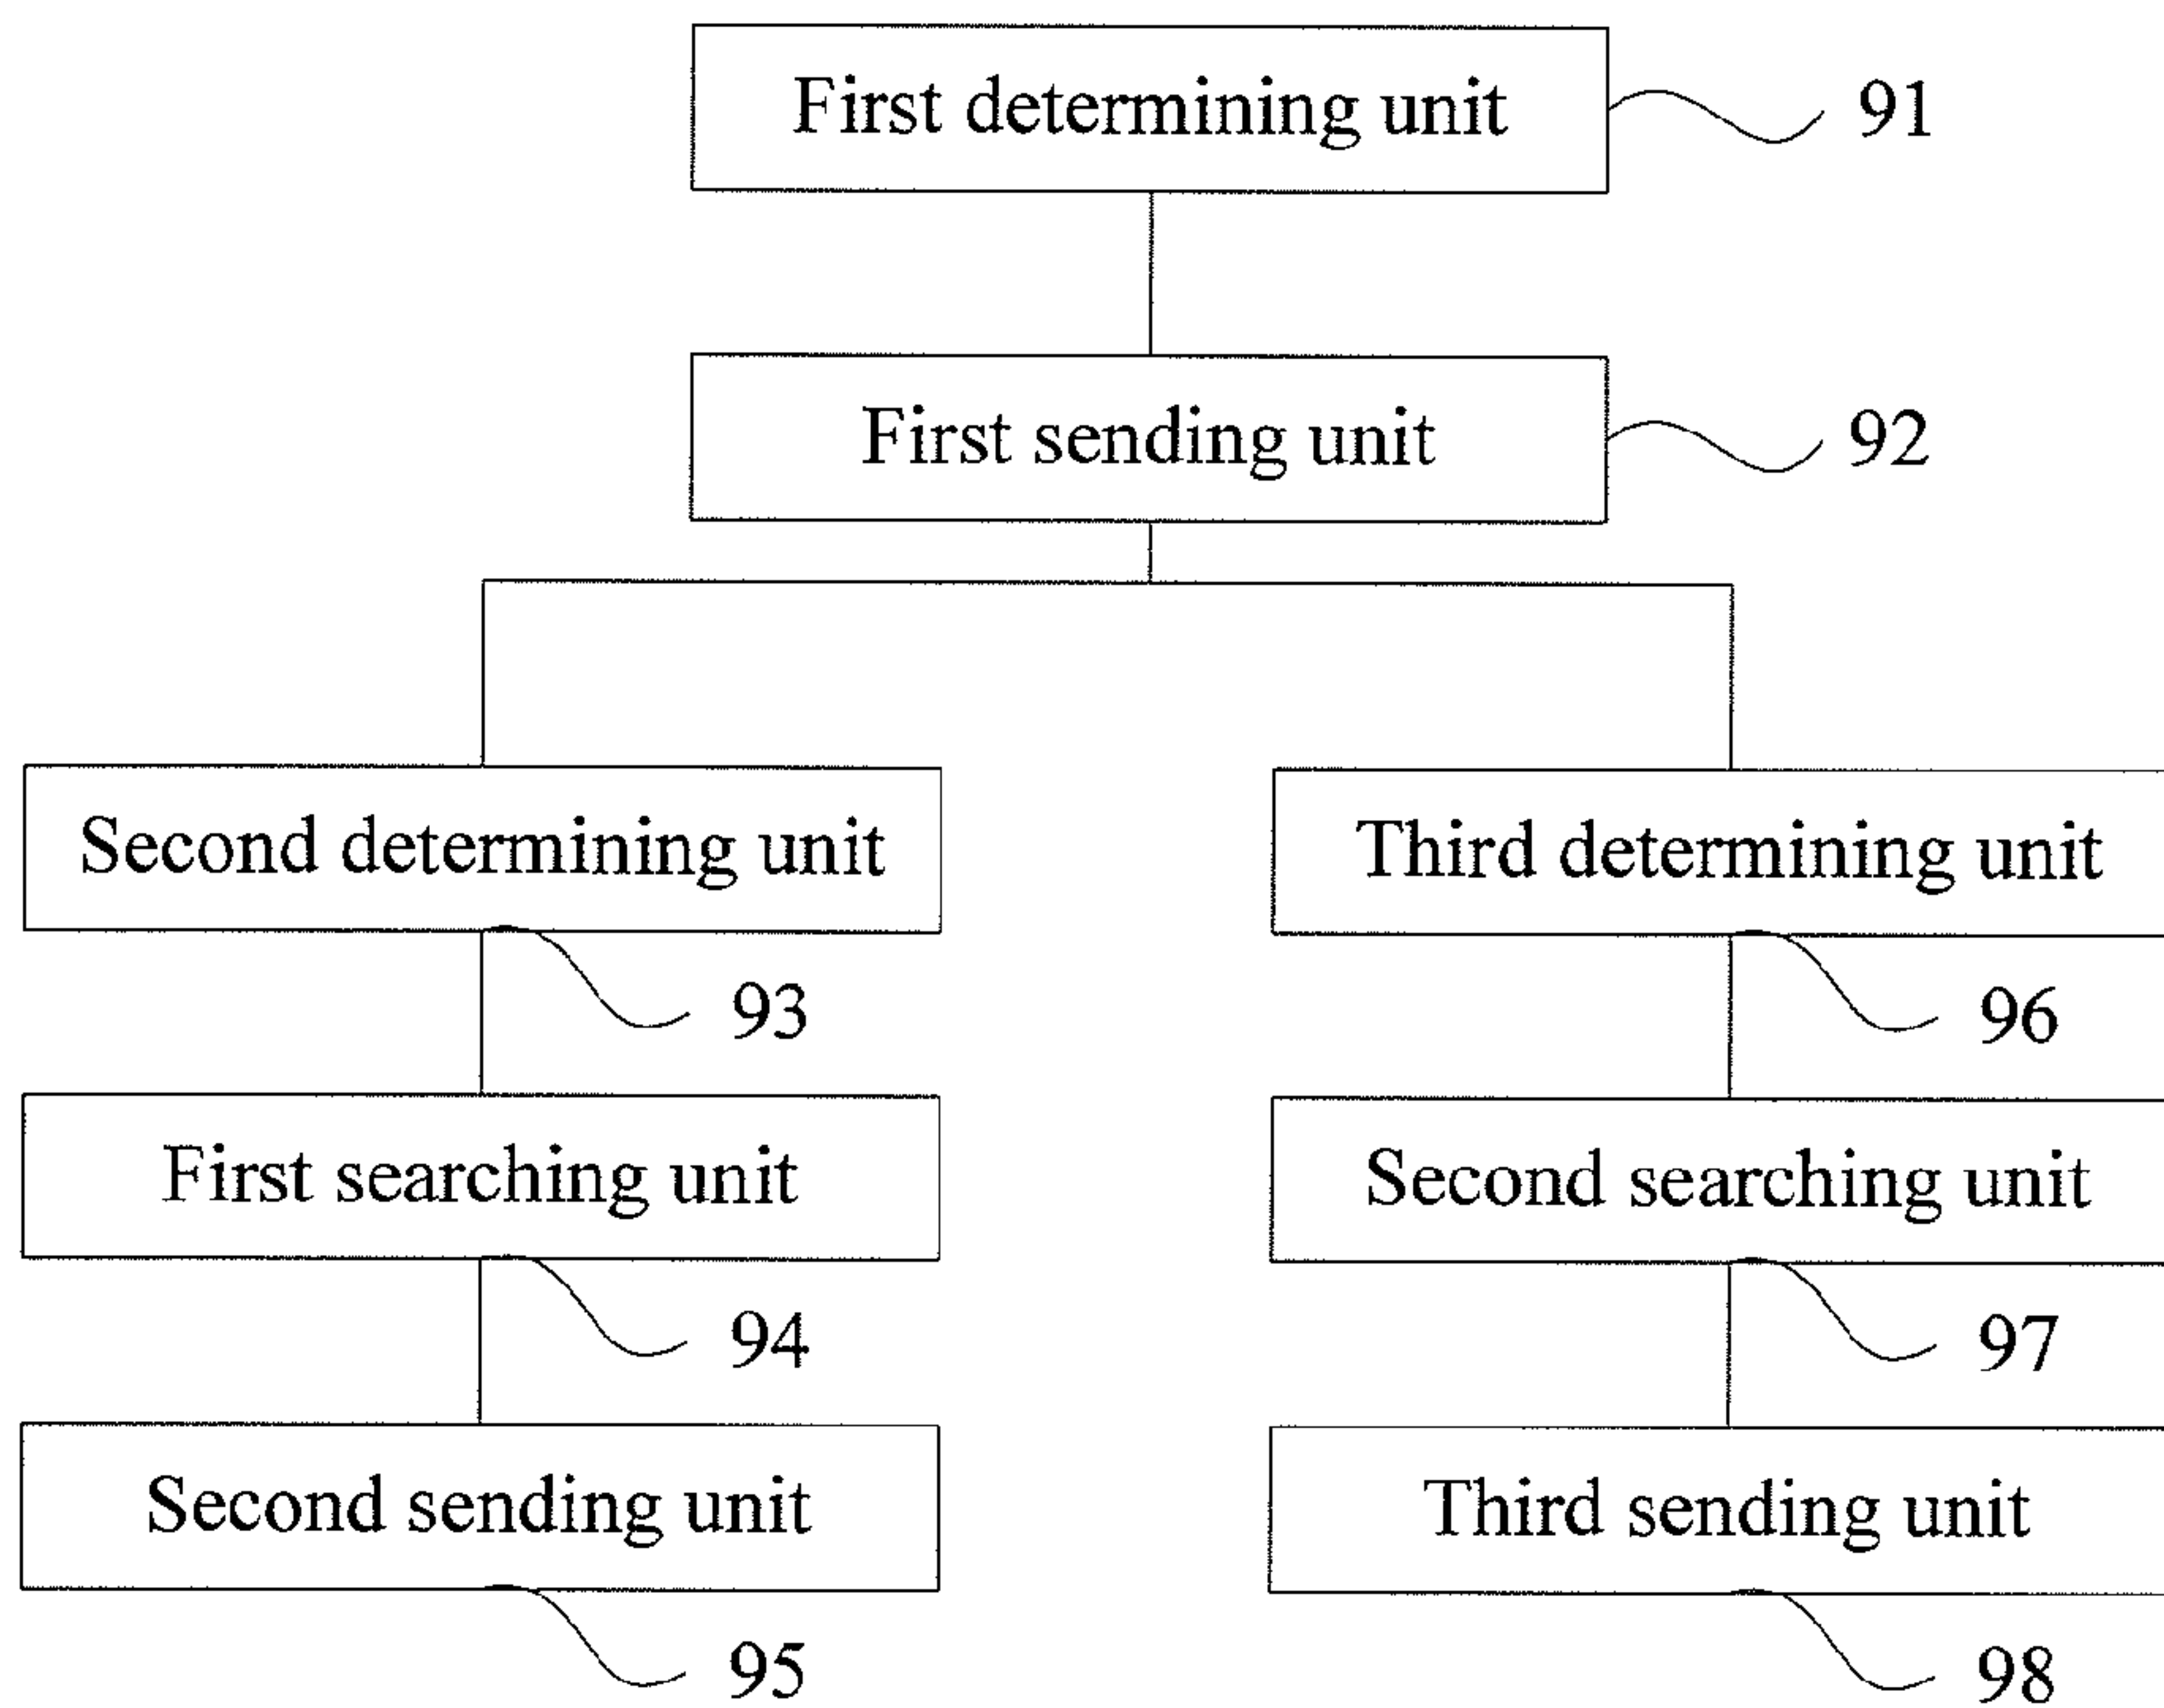 First determining unit
91
First sending unit
92
Second determining unit
93
First searching unit
94
Second sending unit
95
Third determining unit
96
Second searching unit
97
Third sending unit
98